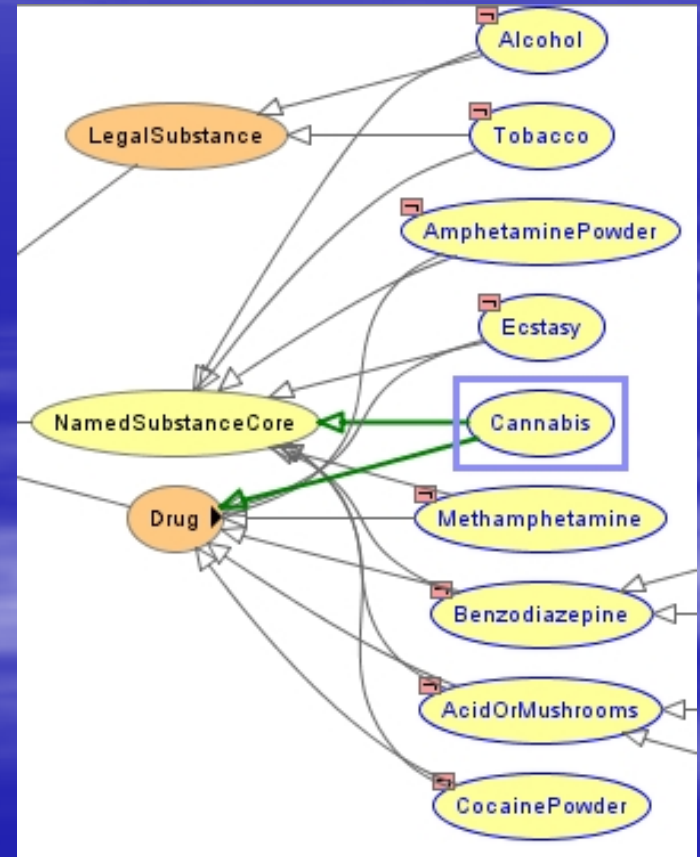 Alcohol
LegalSubstance
Tobacco
AmphetaminePowder
Ecstasy
NamedSubstanceCore
Cannabis
Drug
Methamphetamine
Benzodiazepine
AcidOrMushrooms
CocainePowder